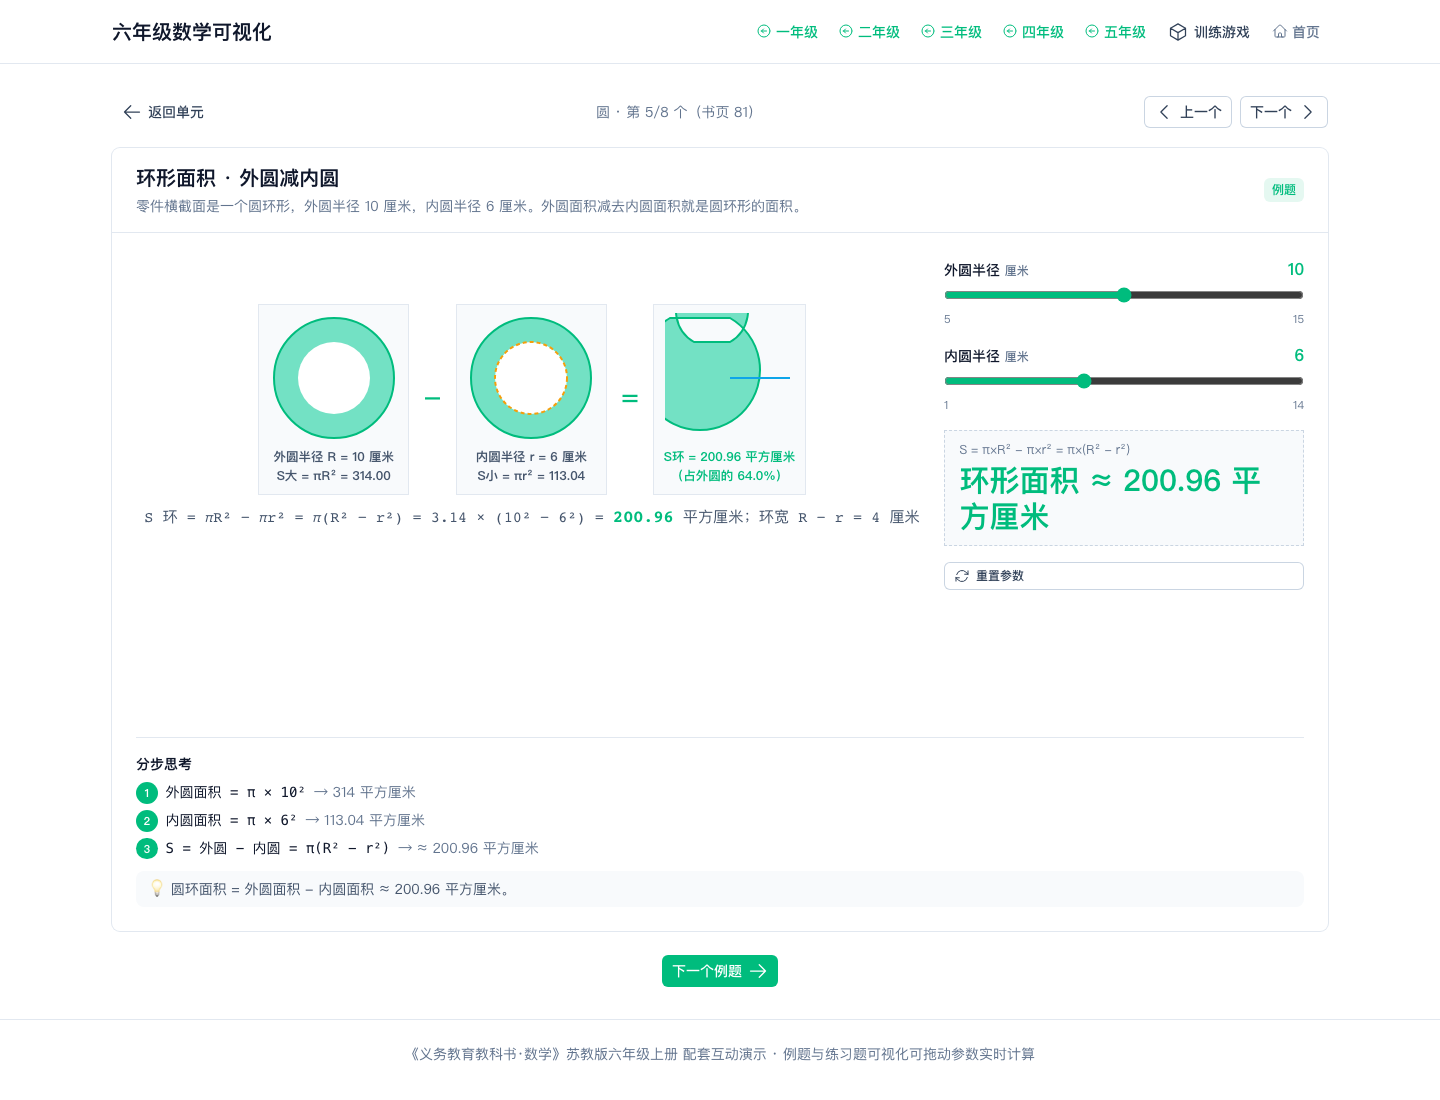 六年级数学可视化
一年级 二年级 三年级 四年级 五年级 训练游戏 首页
返回单元
圆 · 第 5/8 个（书页 81）
上一个 下一个
环形面积 · 外圆减内圆
零件横截面是一个圆环形，外圆半径 10 厘米，内圆半径 6 厘米。外圆面积减去内圆面积就是圆环形的面积。
例题
外圆半径 R = 10 厘米
S大 = πR² = 314.00
−
内圆半径 r = 6 厘米
S小 = πr² = 113.04
=
S环 = 200.96 平方厘米
（占外圆的 64.0%）
S 环 = πR² − πr² = π(R² − r²) = 3.14 × (10² − 6²) = 200.96 平方厘米；环宽 R − r = 4 厘米
外圆半径 厘米 10
5 15
内圆半径 厘米 6
1 14
S = π×R² − π×r² = π×(R² − r²)
环形面积 ≈ 200.96 平
方厘米
重置参数
分步思考
1 外圆面积 = π × 10² → 314 平方厘米
2 内圆面积 = π × 6² → 113.04 平方厘米
3 S = 外圆 − 内圆 = π(R² − r²) → ≈ 200.96 平方厘米
圆环面积 = 外圆面积 − 内圆面积 ≈ 200.96 平方厘米。
下一个例题
《义务教育教科书·数学》苏教版六年级上册 配套互动演示 · 例题与练习题可视化可拖动参数实时计算